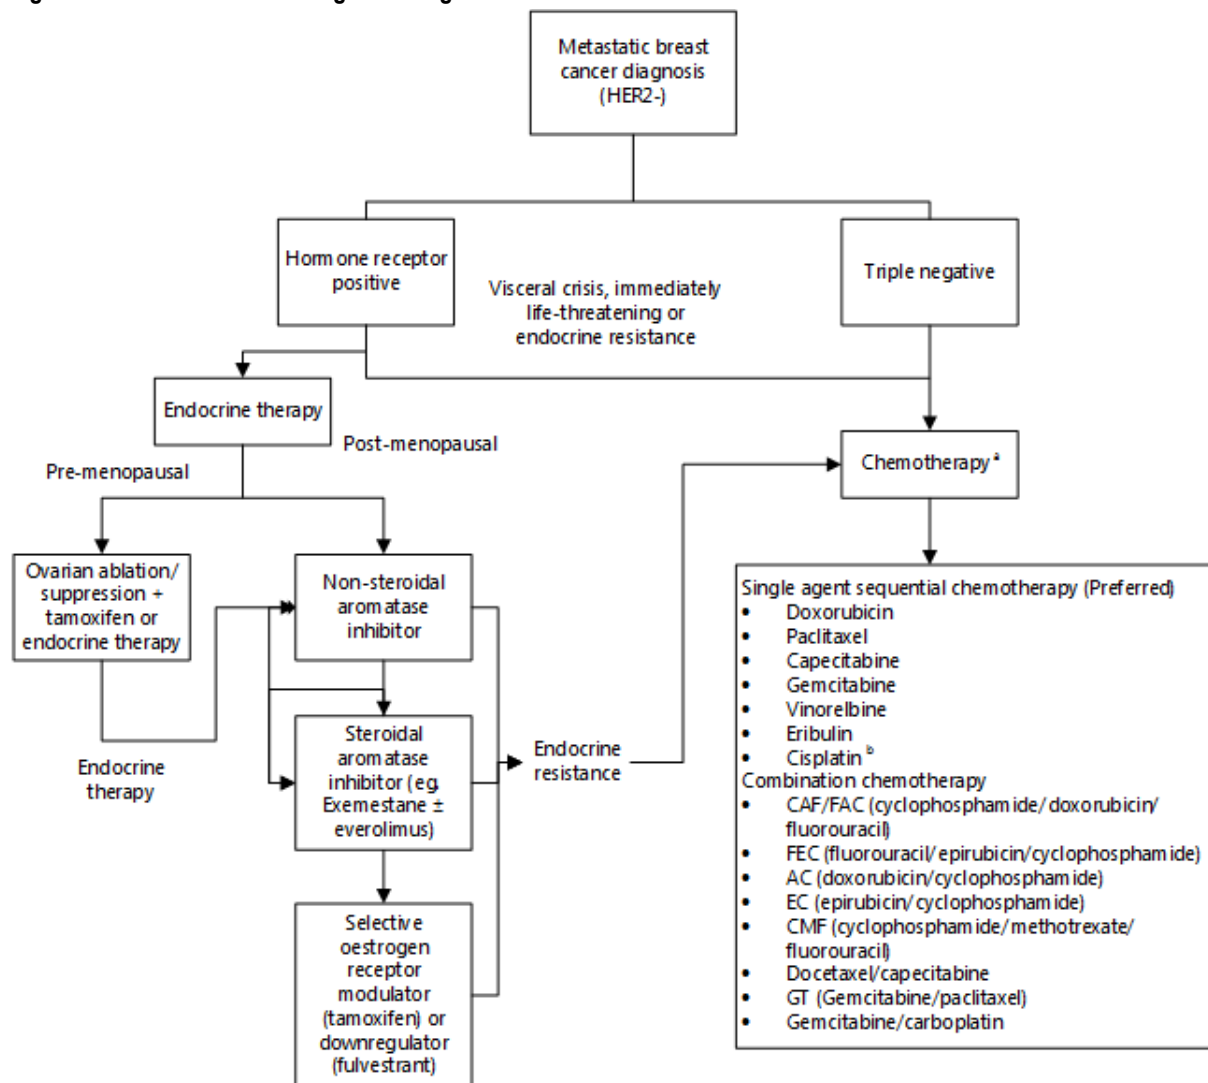 Metastatic breast
cancer diagnosis
(HER2-)
Hormone receptor
positive
Triple negative
Visceral crisis, immediately
life-threatening or
endocrine resistance
Endocrine therapy
Post-menopausal
Pre-menopausal
Chemotherapy a
Ovarian ablation/
suppression +
tamoxifen or
endocrine therapy
Non-steroidal
aromatase
inhibitor
Steroidal
aromatase
inhibitor (eg,
Exemestane ±
everolimus)
Endocrine
therapy
Endocrine
resistance
Selective
oestrogen
receptor
modulator
(tamoxifen) or
downregulator
(fulvestrant)
Single agent sequential chemotherapy (Preferred)
• Doxorubicin
• Paclitaxel
• Capecitabine
• Gemcitabine
• Vinorelbine
• Eribulin
• Cisplatin b
Combination chemotherapy
• CAF/FAC (cyclophosphamide/doxorubicin/
fluorouracil)
• FEC (fluorouracil/epirubicin/cyclophosphamide)
• AC (doxorubicin/cyclophosphamide)
• EC (epirubicin/cyclophosphamide)
• CMF (cyclophosphamide/methotrexate/
fluorouracil)
• Docetaxel/capecitabine
• GT (Gemcitabine/paclitaxel)
• Gemcitabine/carboplatin